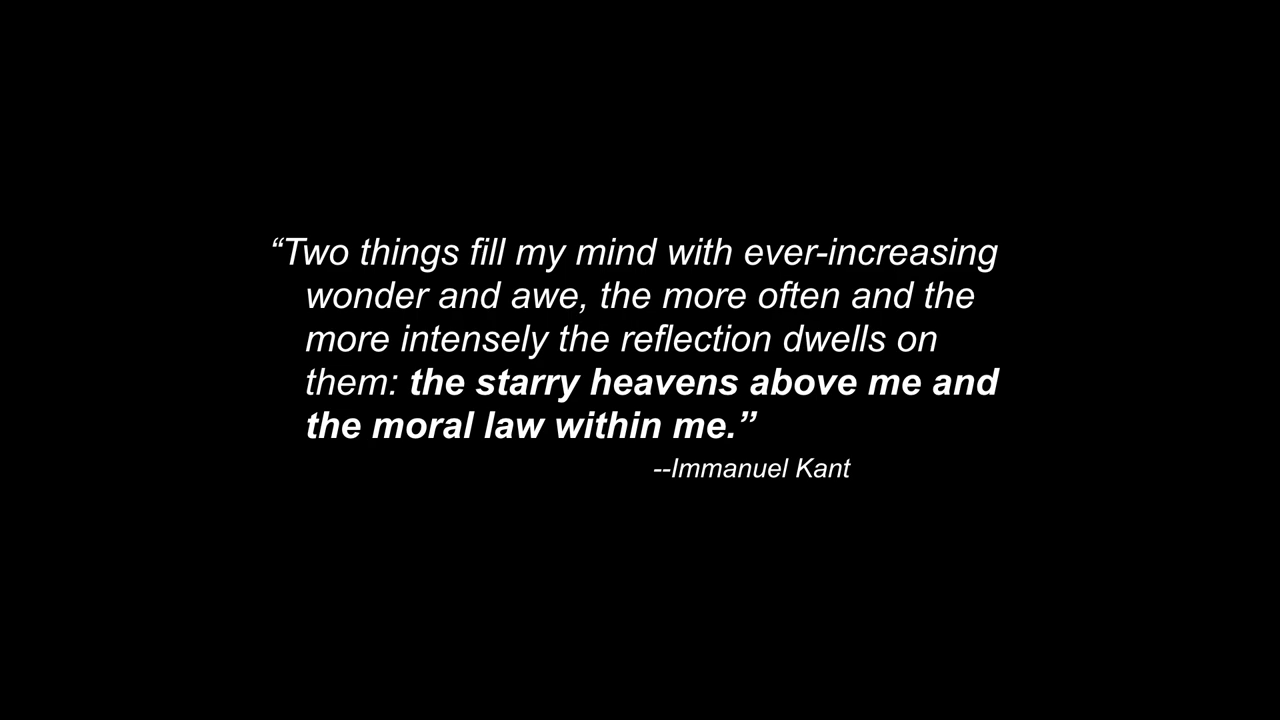 “Two things fill my mind with ever-increasing
wonder and awe, the more often and the
more intensely the reflection dwells on
them: the starry heavens above me and
the moral law within me.”
--Immanuel Kant